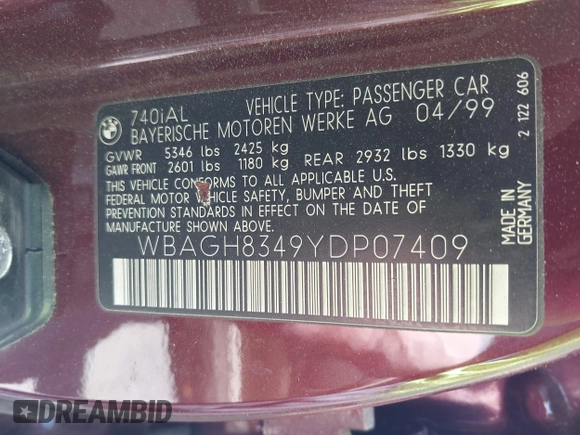 740iAL VEHICLE TYPE: PASSENGER CAR
BAYERISCHE MOTOREN WERKE AG 04/99
GVWR 5346 lbs 2425 kg
GAWR FRONT 2601 lbs 1180 kg REAR 2932 lbs 1330 kg
THIS VEHICLE CONFORMS TO ALL APPLICABLE U.S.
FEDERAL MOTOR VEHICLE SAFETY, BUMPER AND THEFT
PREVENTION STANDARDS IN EFFECT ON THE DATE OF
MANUFACTURE SHOWN ABOVE.
WBAGH8349YDP07409
MADE IN
GERMANY
2 122 606
BMW
DREAMBID